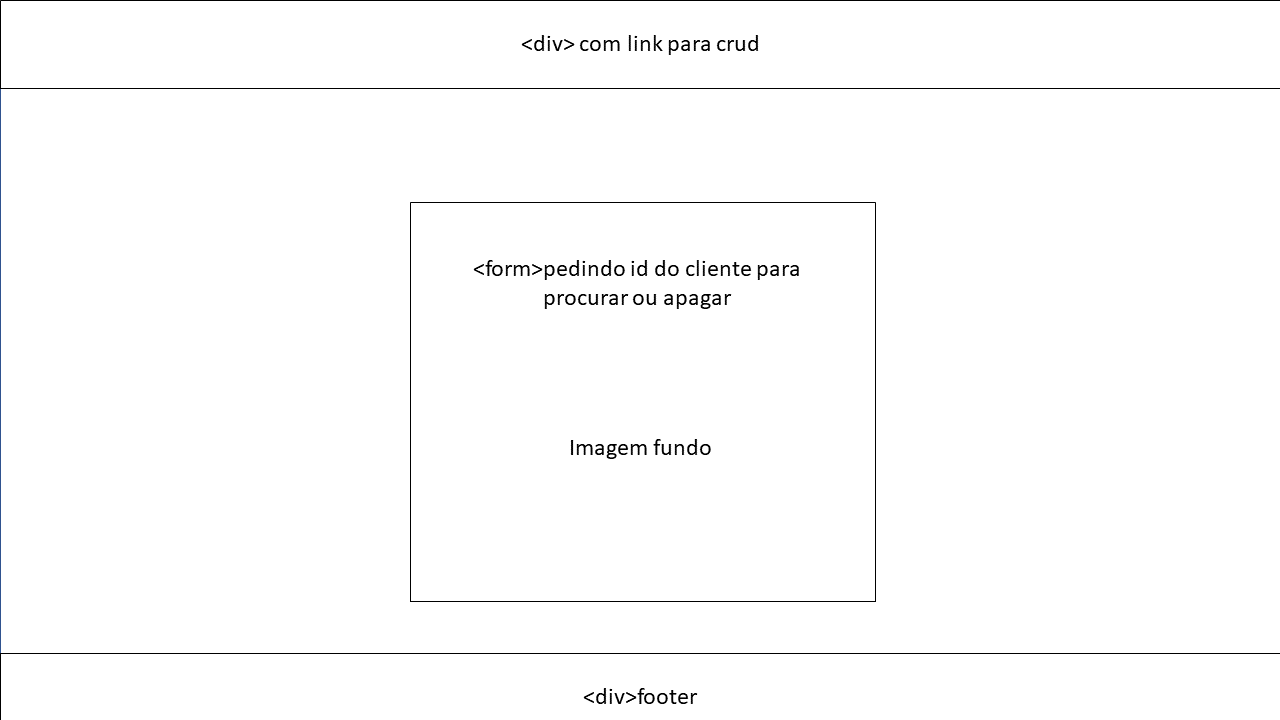 <div> com link para crud
<form>pedindo id do cliente para
procurar ou apagar
Imagem fundo
<div>footer